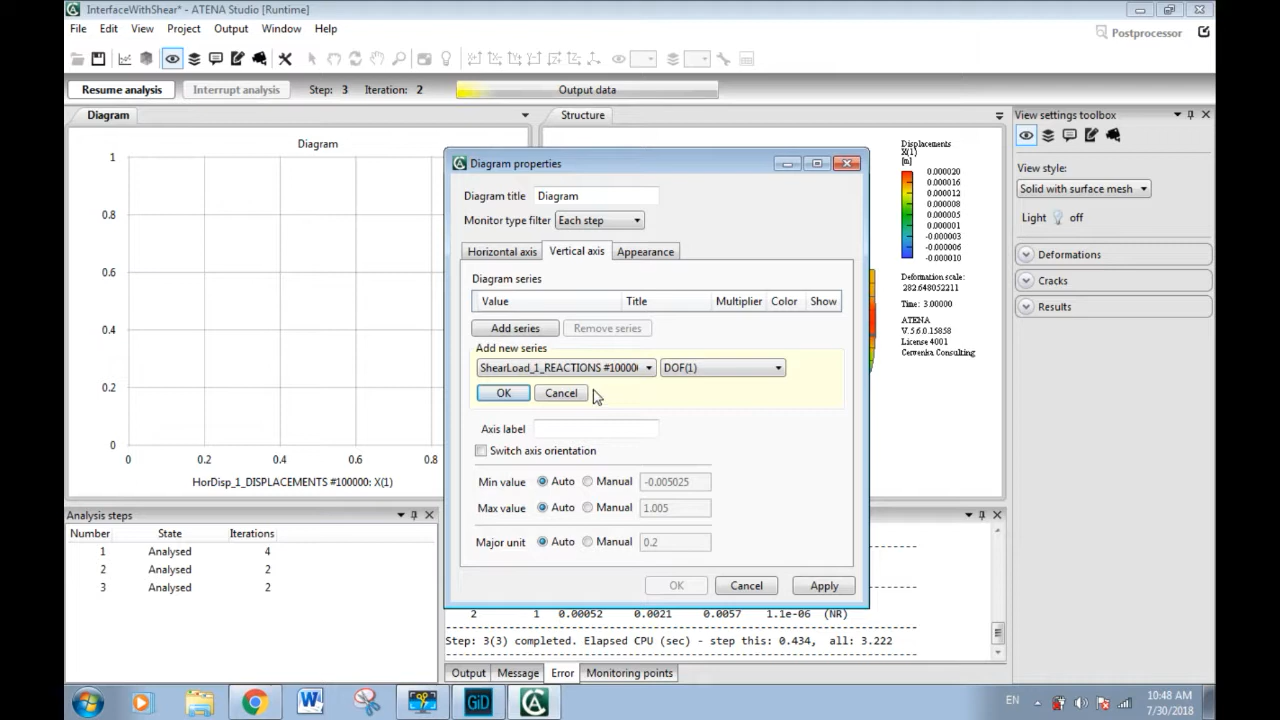 InterfaceWithShear* - ATENA Studio [Runtime]
File Edit View Project Output Window Help
Postprocessor
Resume analysis Interrupt analysis Step: 3 Iteration: 2 Output data
Diagram
Structure
View settings toolbox
Diagram
1
0.8
0.6
0.4
0.2
0
0 0.2 0.4 0.6 0.8
HorDisp_1_DISPLACEMENTS #100000: X(1)
Diagram properties
Diagram title Diagram
Monitor type filter Each step
Horizontal axis Vertical axis Appearance
Diagram series
Value Title Multiplier Color Show
Add series Remove series
Add new series
ShearLoad_1_REACTIONS #10000 DOF(1)
OK Cancel
Axis label
Switch axis orientation
Min value Auto Manual -0.005025
Max value Auto Manual 1.005
Major unit Auto Manual 0.2
OK Cancel Apply
Displacements
X(1)
[m]
0.000020
0.000016
0.000012
0.000008
0.000005
0.000001
-0.000003
-0.000006
-0.000010
Deformation scale:
282.648052211
Time: 3.00000
ATENA
V. 5.6.0.15858
License 4001
Cervenka Consulting
View style:
Solid with surface mesh
Light off
Deformations
Cracks
Results
Analysis steps
Number State Iterations
1 Analysed 4
2 Analysed 2
3 Analysed 2
2 1 0.00052 0.0021 0.0057 1.1e-06 (NR)
Step: 3(3) completed. Elapsed CPU (sec) - step this: 0.434, all: 3.222
Output Message Error Monitoring points
GiD
EN
10:48 AM
7/30/2018